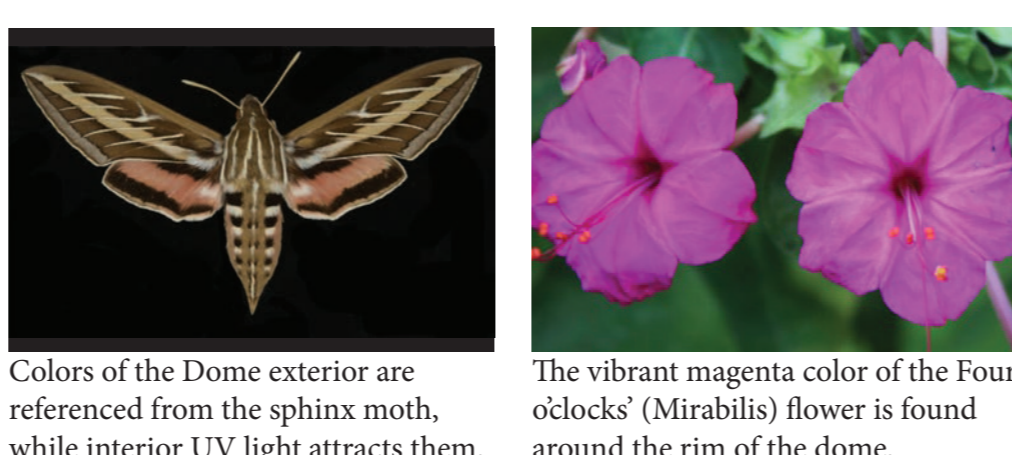 Colors of the Dome exterior are
referenced from the sphinx moth,
while interior UV light attracts them.
The vibrant magenta color of the Four
o'clocks' (Mirabilis) flower is found
around the rim of the dome.